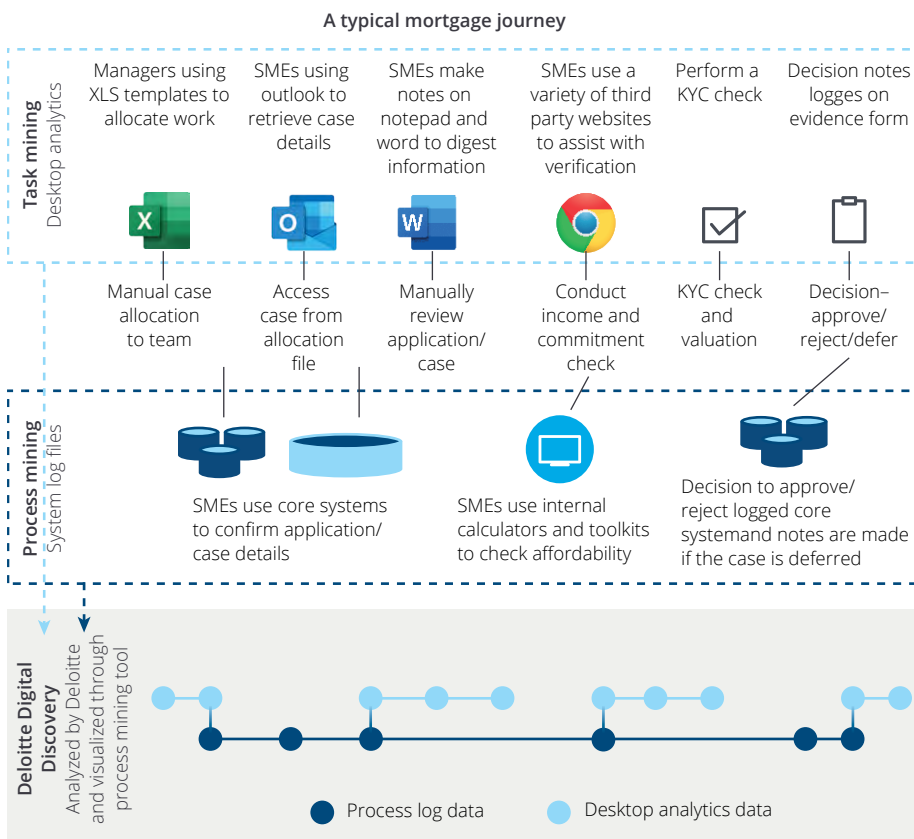 A typical mortgage journey
Task mining
Desktop analytics
Managers using
XLS templates to
allocate work
SMEs using
outlook to
retrieve case
details
SMEs make
notes on
notepad and
word to digest
information
SMEs use a
variety of third
party websites
to assist with
verification
Perform a
KYC check
Decision notes
logges on
evidence form
X
O
W
Manual case
allocation
to team
Access
case from
allocation
file
Manually
review
application/
case
Conduct
income and
commitment
check
KYC check
and
valuation
Decision–
approve/
reject/defer
Process mining
System log files
SMEs use core systems
to confirm application/
case details
SMEs use internal
calculators and toolkits
to check affordability
Decision to approve/
reject logged core
systemand notes are made
if the case is deferred
Deloitte Digital
Discovery
Analyzed by Deloitte
and visualized through
process mining tool
Process log data
Desktop analytics data